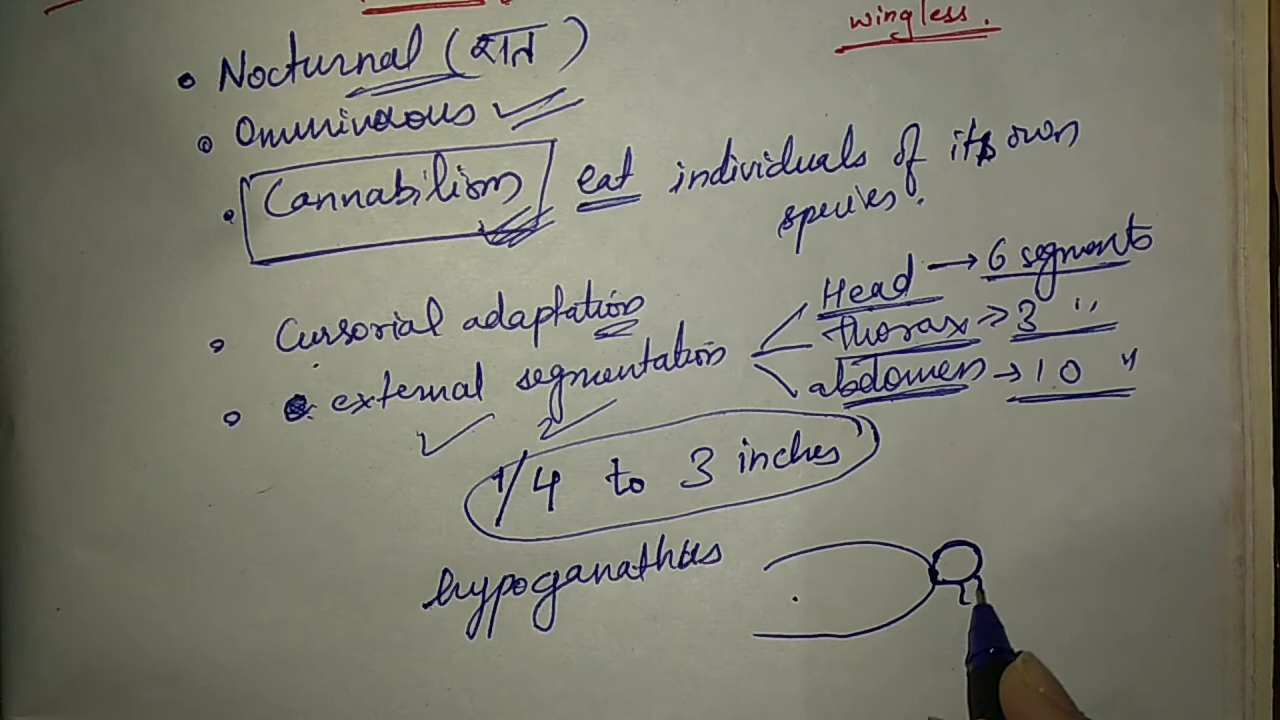 wingless.
• Nocturnal (रात)
• Omnivorous
• Cannabilism eat individuals of its own
species.
• Cursorial adaptation
• external segmentation
Head → 6 segments
thorax → 3 "
abdomen → 10 "
1/4 to 3 inches
hypoganathus